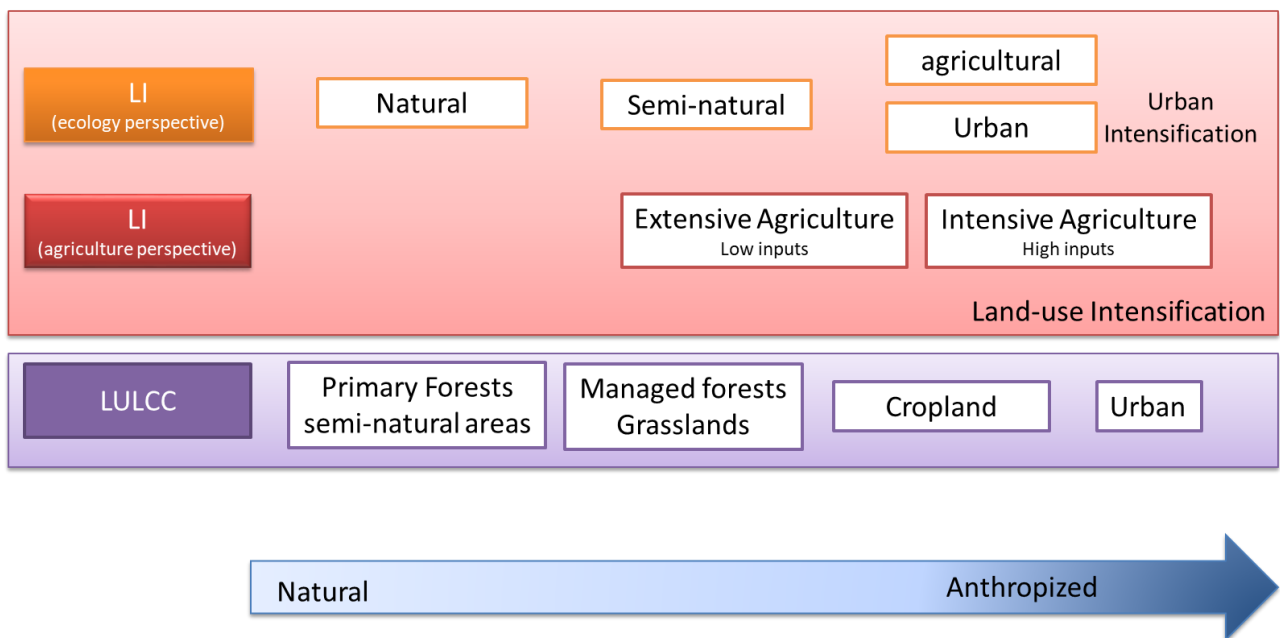 LI
(ecology perspective)
Natural
Semi-natural
agricultural
Urban
Urban
Intensification
LI
(agriculture perspective)
Extensive Agriculture
Low inputs
Intensive Agriculture
High inputs
Land-use Intensification
LULCC
Primary Forests
semi-natural areas
Managed forests
Grasslands
Cropland
Urban
Natural
Anthropized